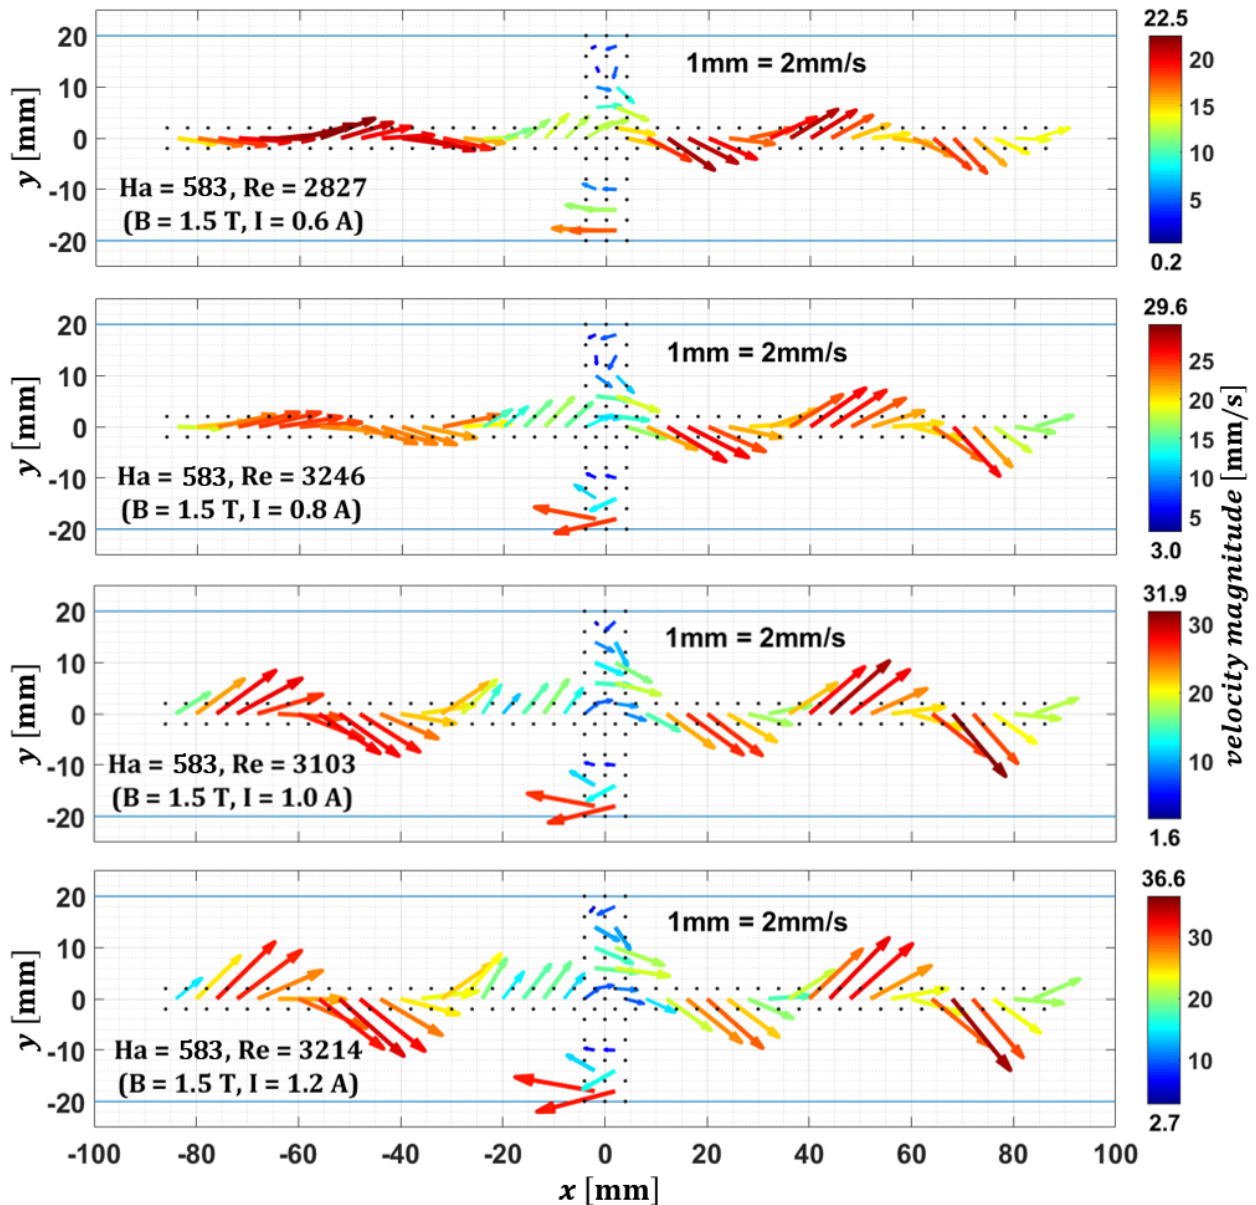 22.5
20
10
0
-10
-20
y [mm]
1mm = 2mm/s
Ha = 583, Re = 2827
(B = 1.5 T, I = 0.6 A)
20
15
10
5
0.2
29.6
20
10
0
-10
-20
y [mm]
1mm = 2mm/s
Ha = 583, Re = 3246
(B = 1.5 T, I = 0.8 A)
25
20
15
10
5
3.0
velocity magnitude [mm/s]
31.9
20
10
0
-10
-20
y [mm]
1mm = 2mm/s
Ha = 583, Re = 3103
(B = 1.5 T, I = 1.0 A)
30
20
10
1.6
36.6
20
10
0
-10
-20
y [mm]
1mm = 2mm/s
Ha = 583, Re = 3214
(B = 1.5 T, I = 1.2 A)
30
20
10
2.7
-100 -80 -60 -40 -20 0 20 40 60 80 100
x [mm]